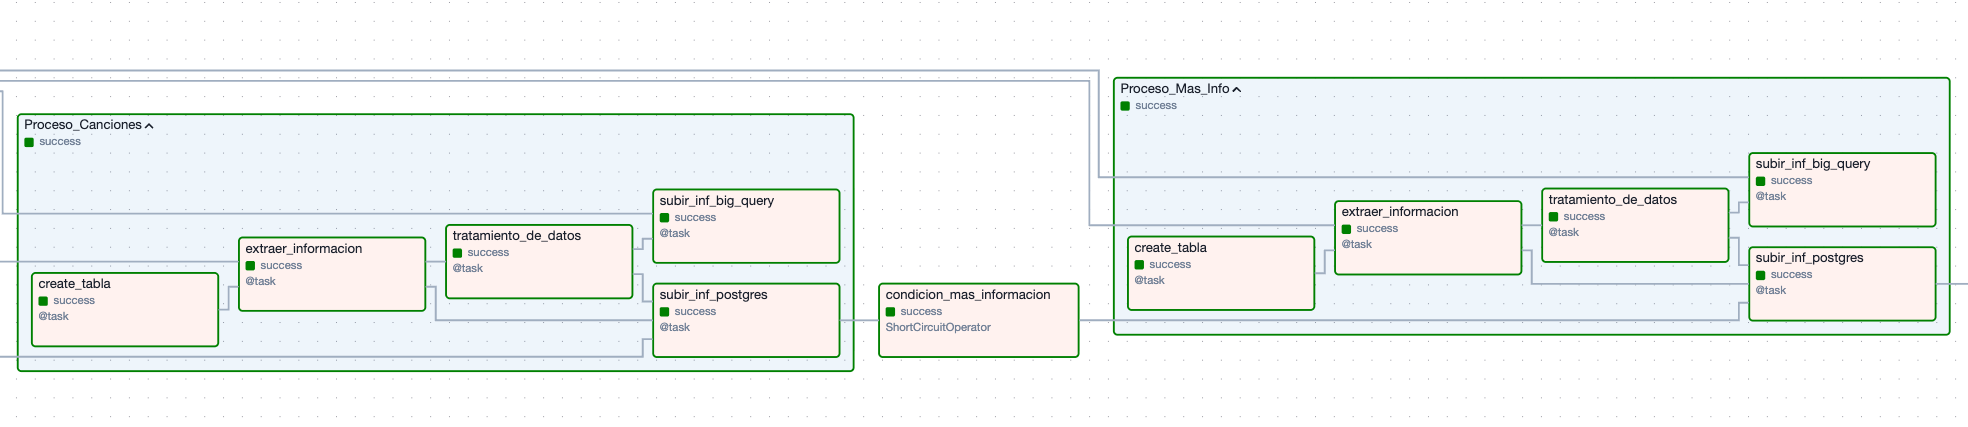 Proceso_Canciones
success
create_tabla
success
@task
extraer_informacion
success
@task
tratamiento_de_datos
success
@task
subir_inf_big_query
success
@task
subir_inf_postgres
success
@task
condicion_mas_informacion
success
ShortCircuitOperator
Proceso_Mas_Info
success
create_tabla
success
@task
extraer_informacion
success
@task
tratamiento_de_datos
success
@task
subir_inf_big_query
success
@task
subir_inf_postgres
success
@task